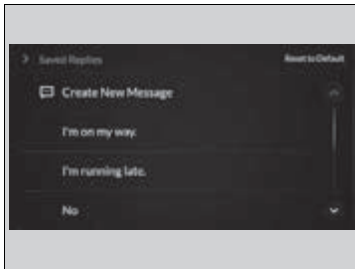 Saved Replies
Reset to Default
Create New Message
I'm on my way.
I'm running late.
No